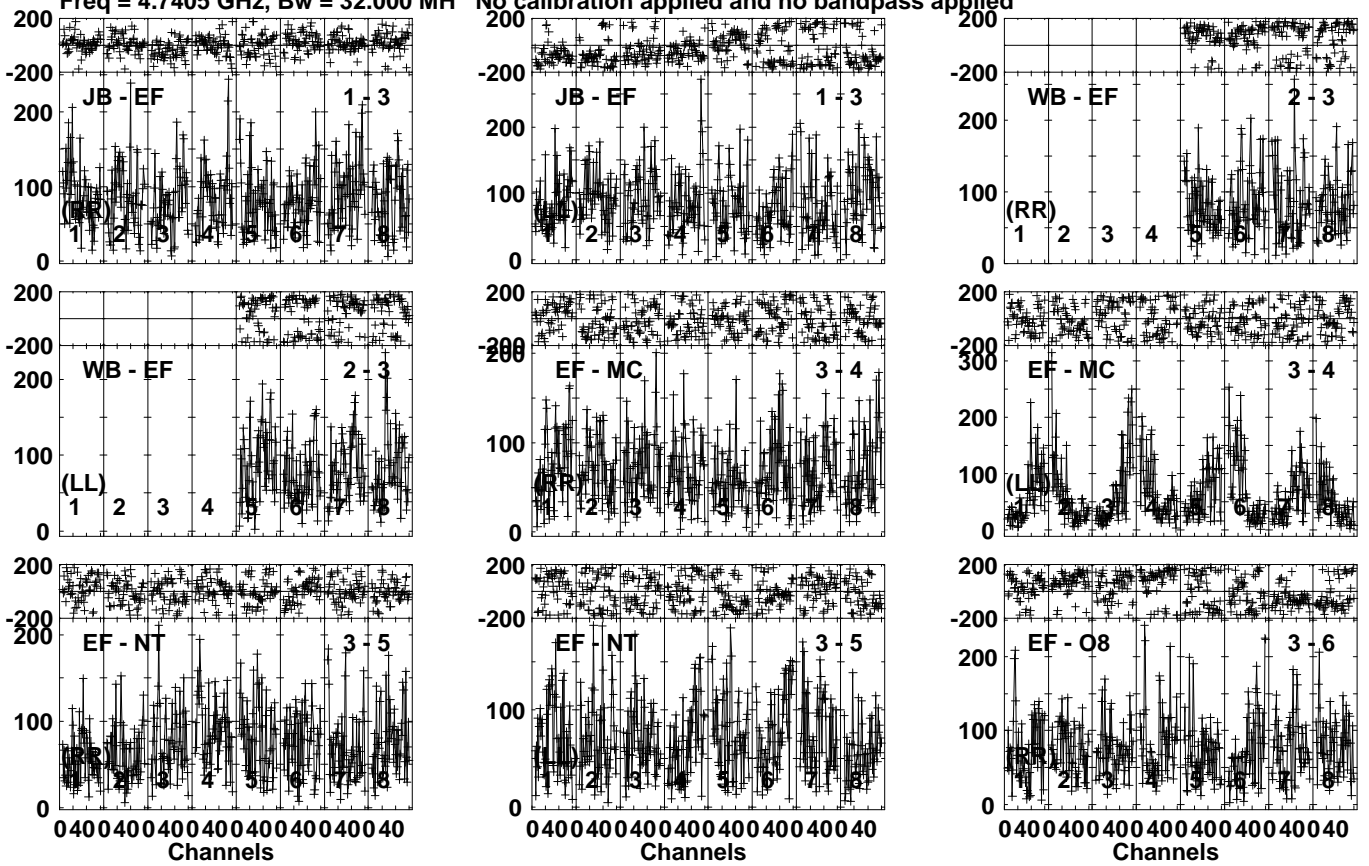 Freq = 4.7405 GHz, Bw = 32.000 MH No calibration applied and no bandpass applied
200
-200
JB - EF 1 - 3
200
100
(RR)
0
1 2 3 4 5 6 7 8
200
-200
JB - EF 1 - 3
200
100
(LL)
0
1 2 3 4 5 6 7 8
200
-200
WB - EF 2 - 3
200
100
(RR)
0
1 2 3 4 5 6 7 8
200
-200
WB - EF 2 - 3
200
100
(LL)
0
1 2 3 4 5 6 7 8
200
-200
200
EF - MC 3 - 4
100
(RR)
0
1 2 3 4 5 6 7 8
200
-200
300
EF - MC 3 - 4
200
100
(LL)
0
1 2 3 4 5 6 7 8
200
-200
200
EF - NT 3 - 5
100
(RR)
0
1 2 3 4 5 6 7 8
0 40 0 40 0 40 0 40 0 40 0 40 0 40 0 40
Channels
200
-200
EF - NT 3 - 5
100
(LL)
0
1 2 3 4 5 6 7 8
0 40 0 40 0 40 0 40 0 40 0 40 0 40 0 40
Channels
200
-200
EF - O8 3 - 6
200
100
(RR)
0
1 2 3 4 5 6 7 8
0 40 0 40 0 40 0 40 0 40 0 40 0 40 0 40
Channels